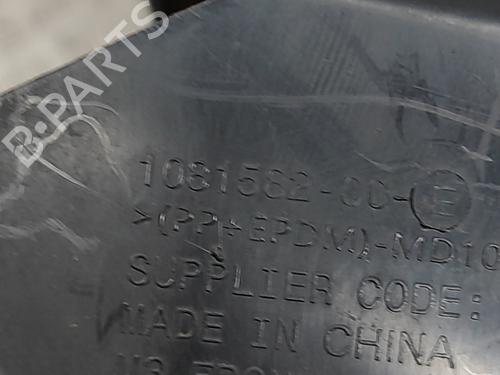 B-PARTS
1081582-00-E
>(PP+EPDM)-MD10
SUPPLIER CODE:
MADE IN CHINA